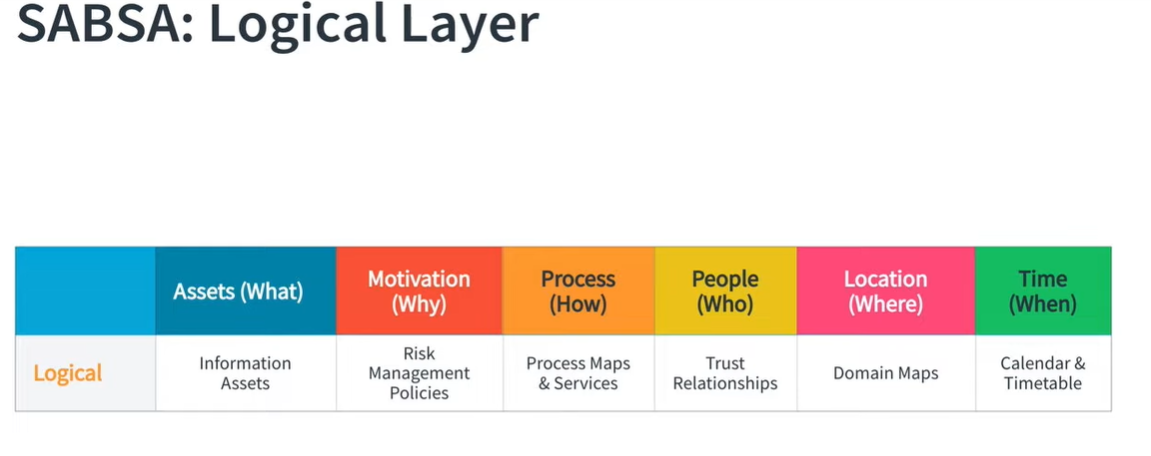 SABSA: Logical Layer
Assets (What)
Motivation
(Why)
Process
(How)
People
(Who)
Location
(Where)
Time
(When)
Logical
Information
Assets
Risk
Management
Policies
Process Maps
& Services
Trust
Relationships
Domain Maps
Calendar &
Timetable